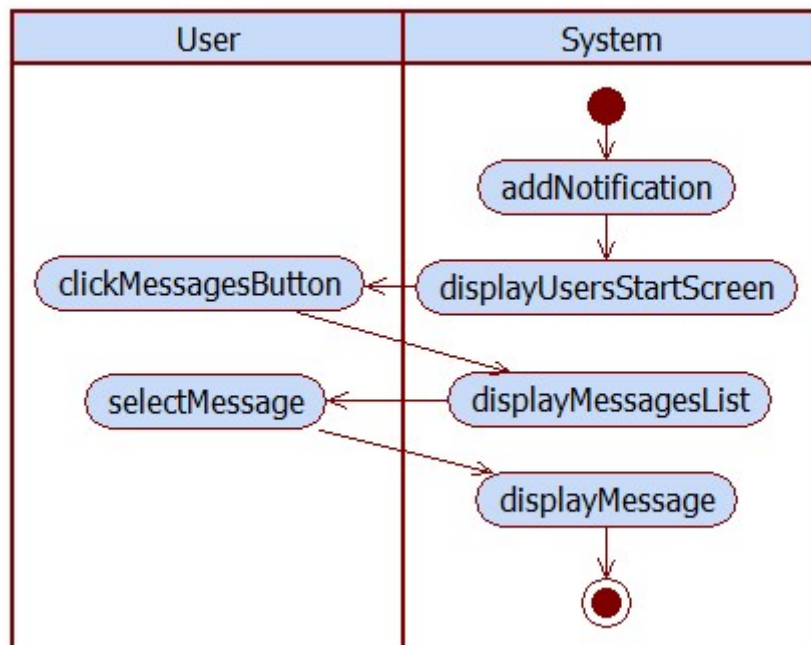 User
System
addNotification
clickMessagesButton
displayUsersStartScreen
selectMessage
displayMessagesList
displayMessage